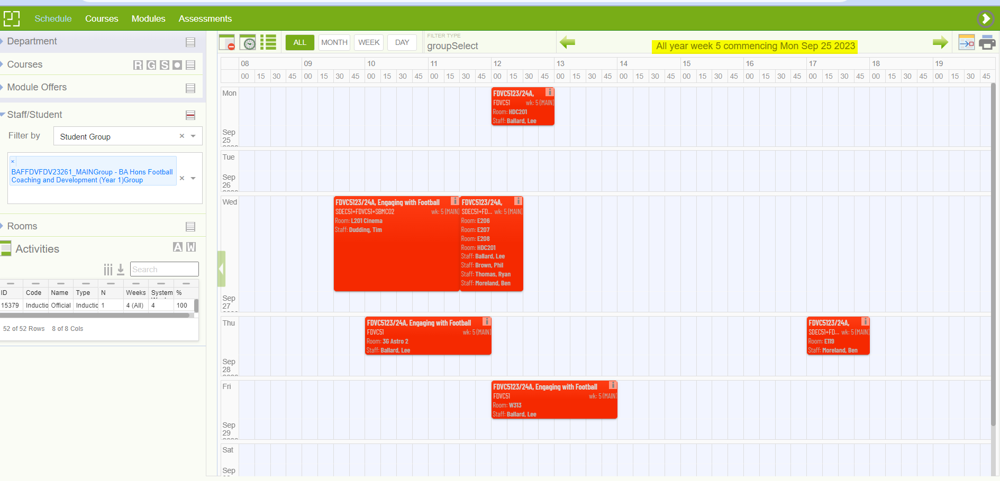 Schedule Courses Modules Assessments
Department
Courses R G S
Module Offers
Staff/Student
Filter by Student Group × 
×
BAFFDVFDV23261_MAINGroup - BA Hons Football
Coaching and Development (Year 1)Group
×
Rooms
Activities A W
Search
ID Code Name Type N Weeks System %
15379 Inductio Official Inductio 1 4 (All) 4 100
52 of 52 Rows 8 of 8 Cols
ALL MONTH WEEK DAY
FILTER TYPE
groupSelect
All year week 5 commencing Mon Sep 25 2023
08 09 10 11 12 13 14 15 16 17 18 19
00 15 30 45 00 15 30 45 00 15 30 45 00 15 30 45 00 15 30 45 00 15 30 45 00 15 30 45 00 15 30 45 00 15 30 45 00 15 30 45 00 15 30 45 00 15 30 45
Mon
Sep
25
FDVC5123/24A, i
FDVC51 wk: 5 (MAIN)
Room: HDC201
Staff: Ballard, Lee
Tue
Sep
26
Wed
Sep
27
FDVC5123/24A, Engaging with Football i
SDEC51+FDVC51+SBMC02 wk: 5 (MAIN)
Room: L201 Cinema
Staff: Dudding, Tim
FDVC5123/24A, i
SDEC51+FD... wk: 5 (MAIN)
Room: E206
Room: E207
Room: E208
Room: HDC201
Staff: Ballard, Lee
Staff: Brown, Phil
Staff: Thomas, Ryan
Staff: Moreland, Ben
Thu
Sep
28
FDVC5123/24A, Engaging with Football i
FDVC51 wk: 5 (MAIN)
Room: 3G Astro 2
Staff: Ballard, Lee
FDVC5123/24A, i
SDEC51+FD... wk: 5 (MAIN)
Room: E119
Staff: Moreland, Ben
Fri
Sep
29
FDVC5123/24A, Engaging with Football i
FDVC51 wk: 5 (MAIN)
Room: W313
Staff: Ballard, Lee
Sat
Sep